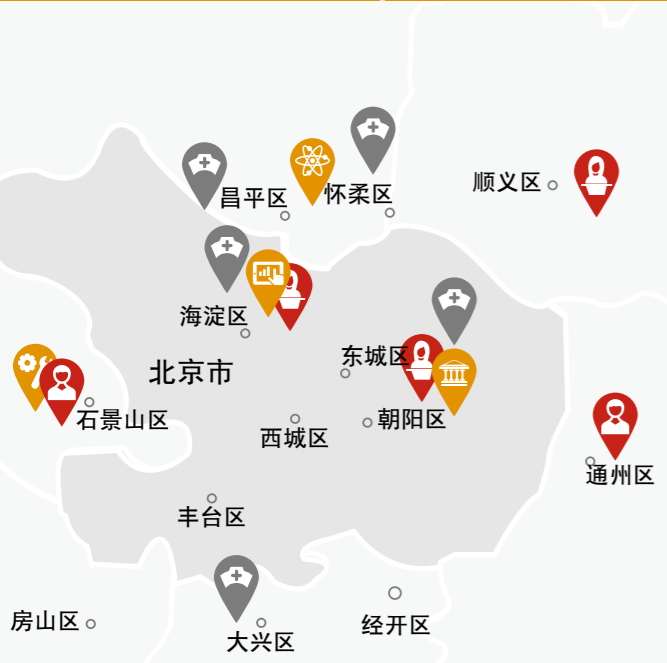 顺义区
昌平区
怀柔区
海淀区
东城区
北京市
石景山区
朝阳区
西城区
通州区
丰台区
房山区
经开区
大兴区